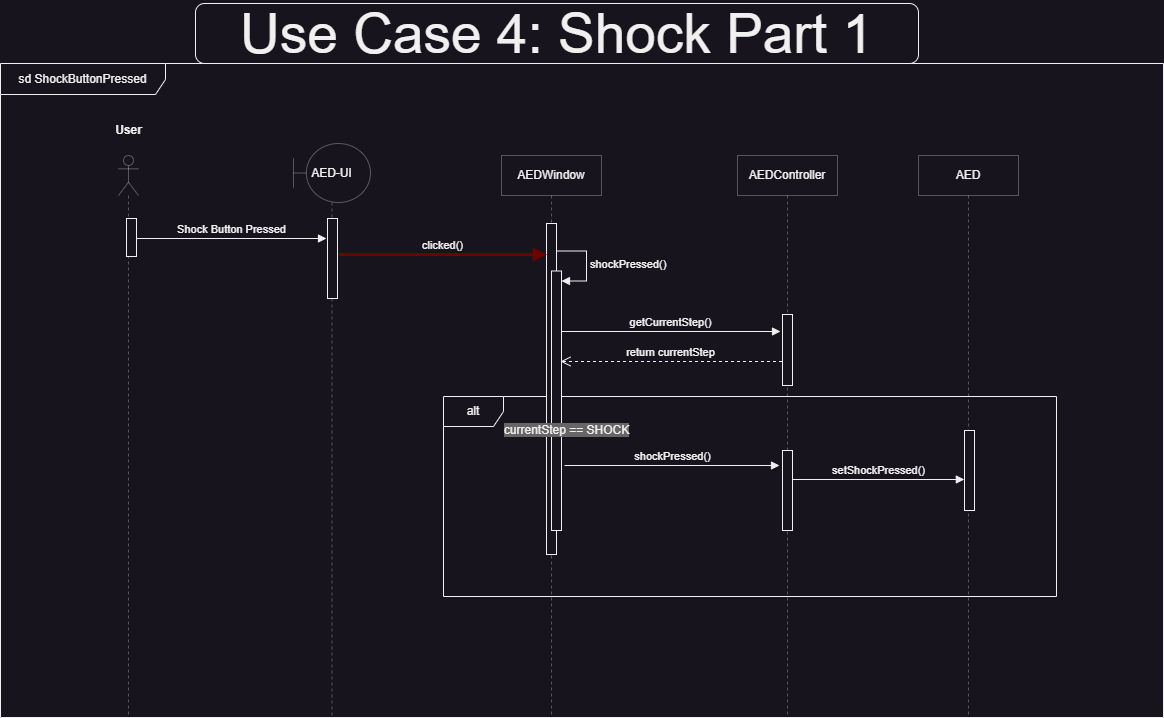 Use Case 4: Shock Part 1
sd ShockButtonPressed
User
AED-UI
AEDWindow
AEDController
AED
Shock Button Pressed
clicked()
shockPressed()
getCurrentStep()
return currentStep
alt
currentStep == SHOCK
shockPressed()
setShockPressed()